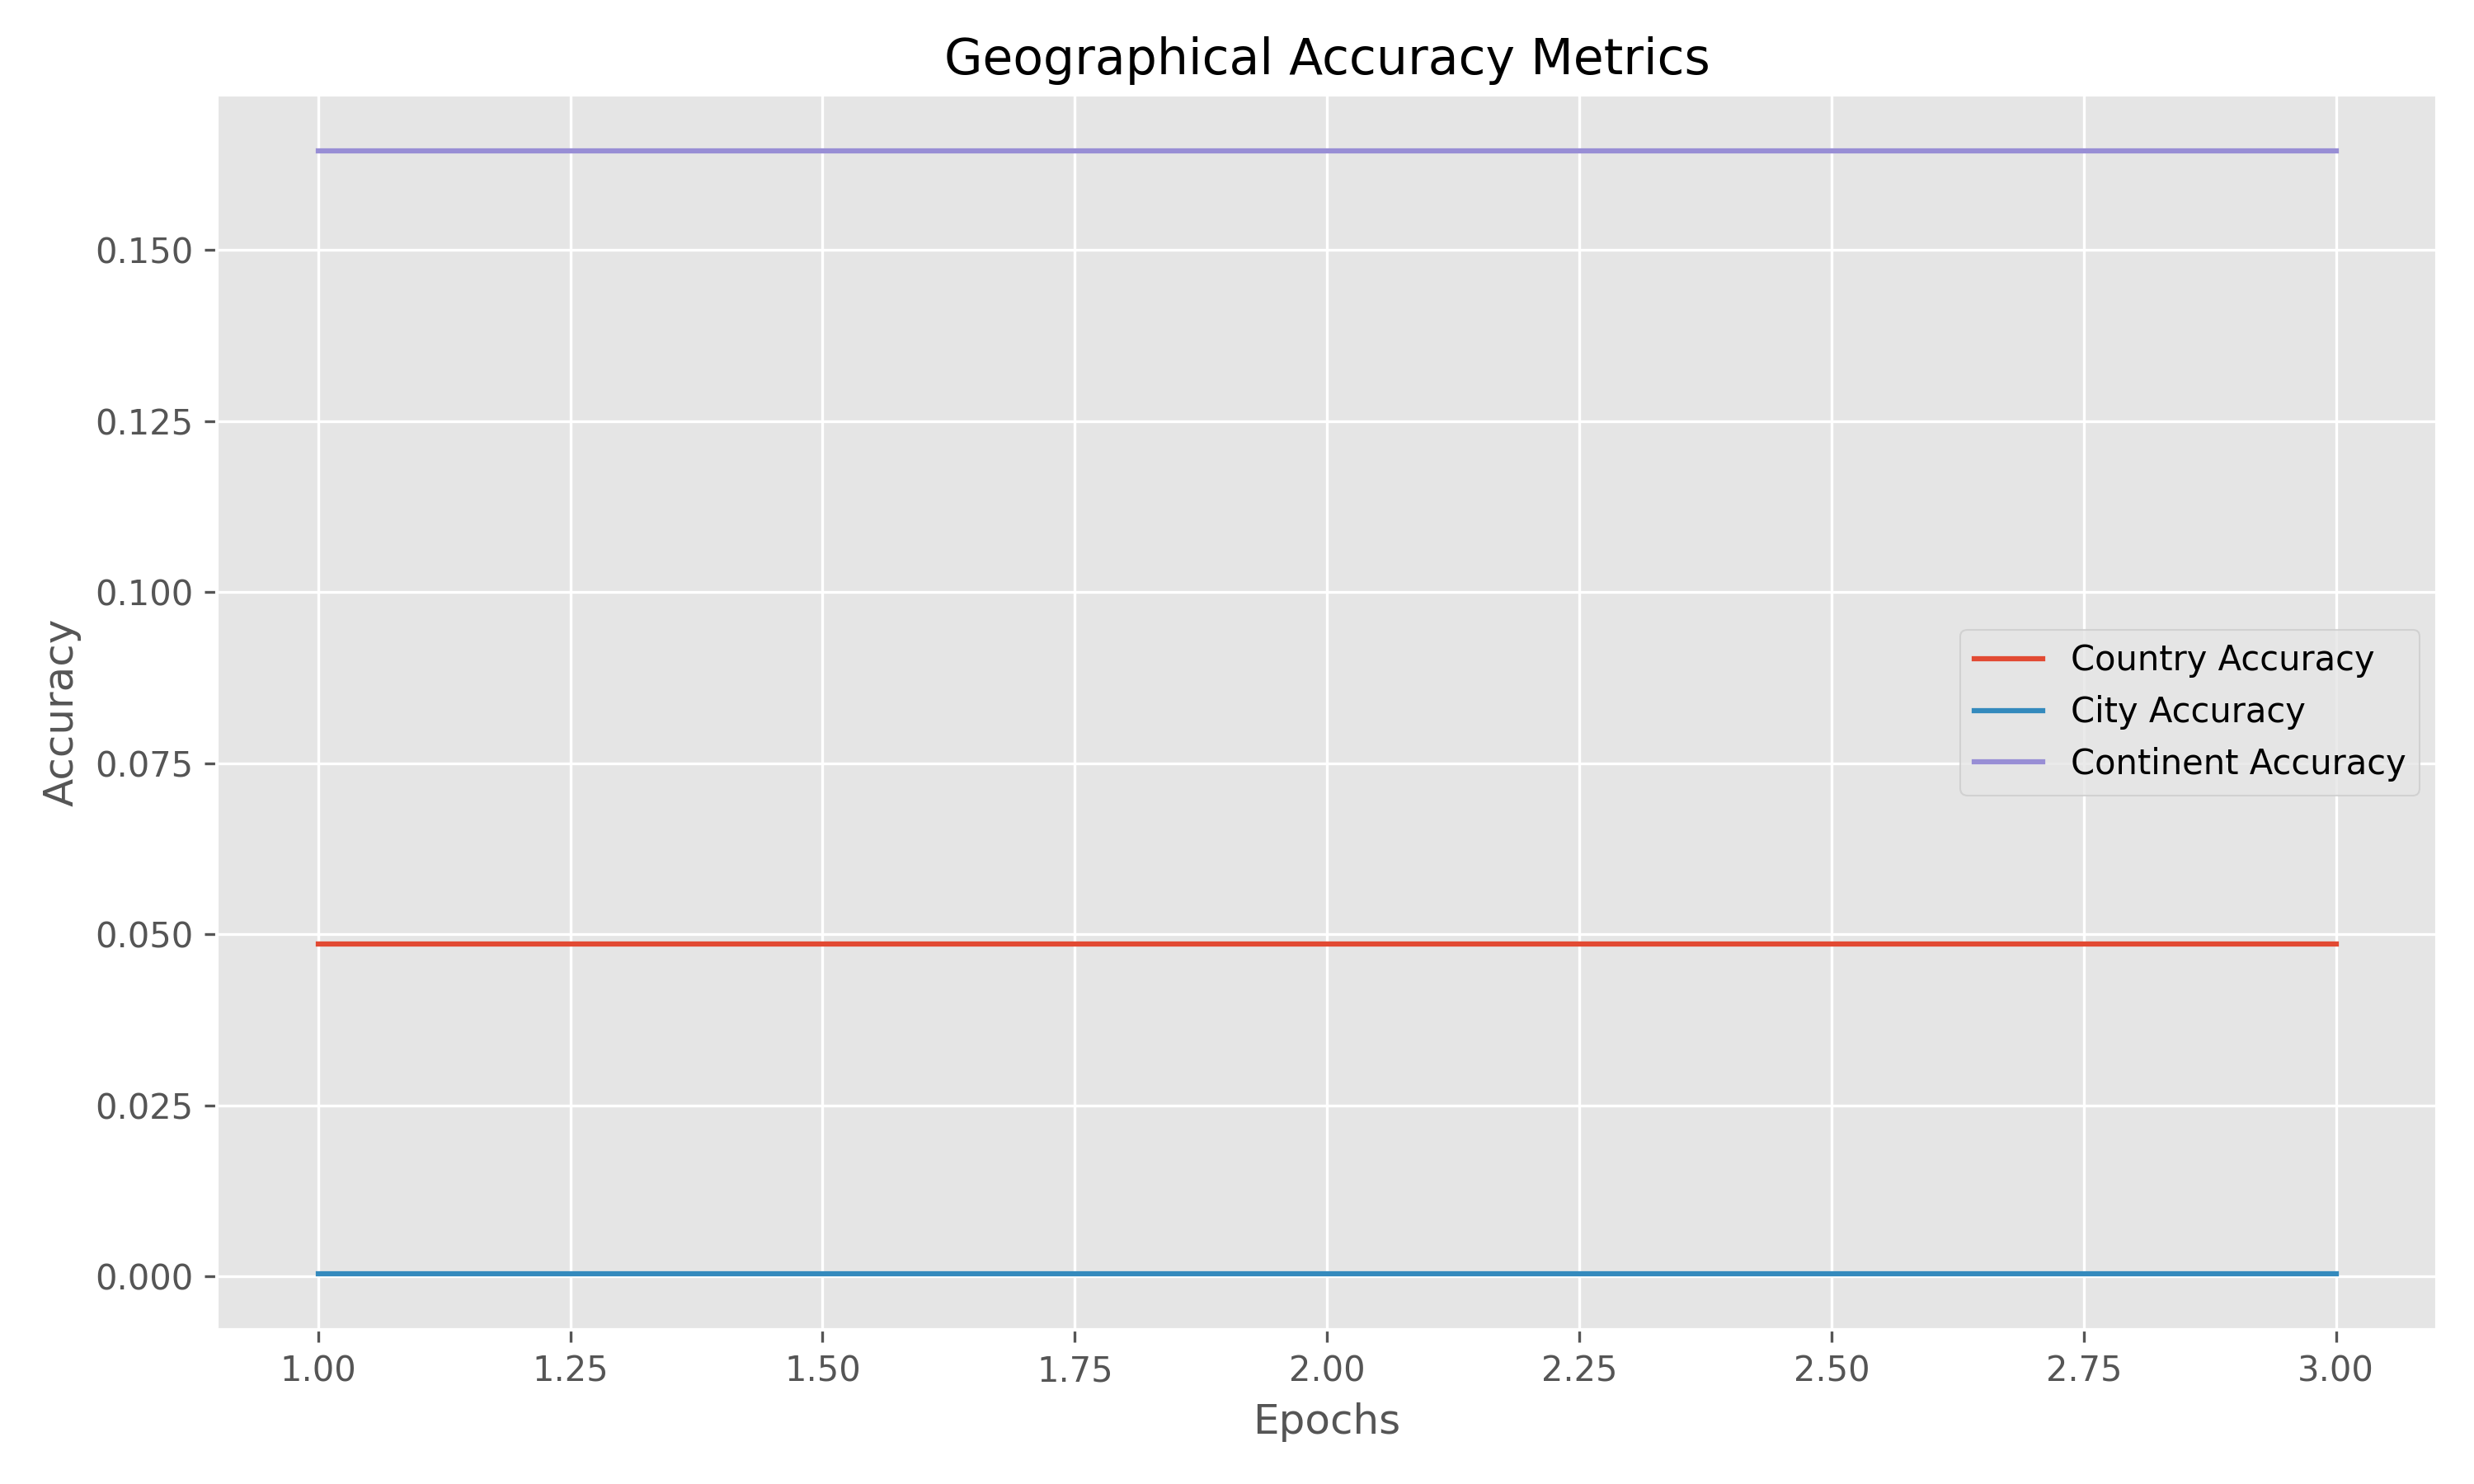 Geographical Accuracy Metrics
Accuracy
0.150
0.125
0.100
0.075
0.050
0.025
0.000
Country Accuracy
City Accuracy
Continent Accuracy
1.00 1.25 1.50 1.75 2.00 2.25 2.50 2.75 3.00
Epochs